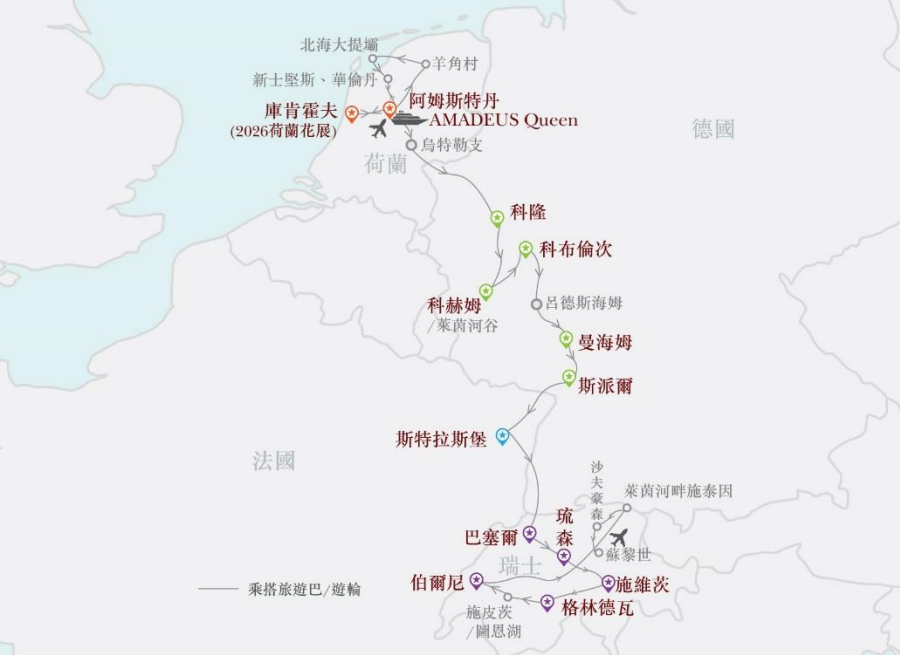 北海大提壩
羊角村
新士堅斯、華倫丹
庫肯霍夫
(2026荷蘭花展)
阿姆斯特丹
AMADEUS Queen
德國
烏特勒支
荷蘭
科隆
科布倫次
科赫姆
/萊茵河谷
呂德斯海姆
曼海姆
斯派爾
斯特拉斯堡
法國
沙夫豪森
萊茵河畔施泰因
琉森
巴塞爾
蘇黎世
瑞士
伯爾尼
施維茨
乘搭旅遊巴/遊輪
格林德瓦
施皮茨
/圖恩湖